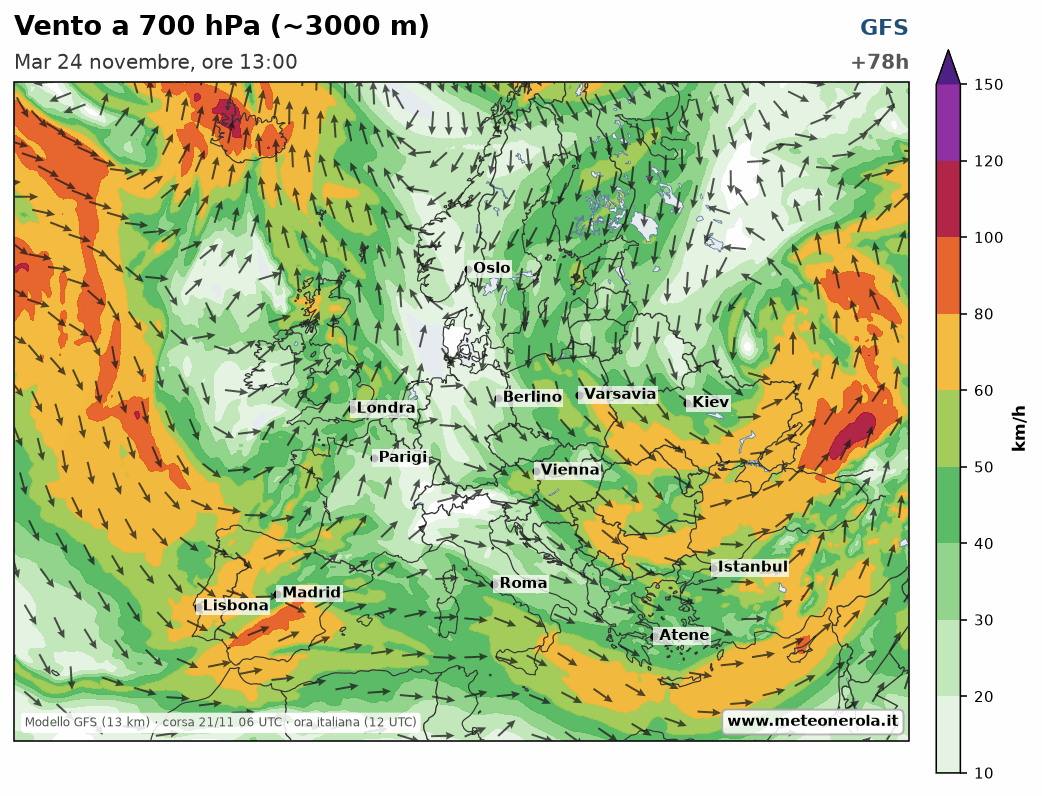 Vento a 700 hPa (~3000 m)
GFS
Mar 24 novembre, ore 13:00
+78h
150
120
100
80
60
50
40
30
20
10
km/h
Oslo
Londra
Berlino
Varsavia
Kiev
Parigi
Vienna
Roma
Istanbul
Madrid
Lisbona
Atene
Modello GFS (13 km) · corsa 21/11 06 UTC · ora italiana (12 UTC)
www.meteonerola.it